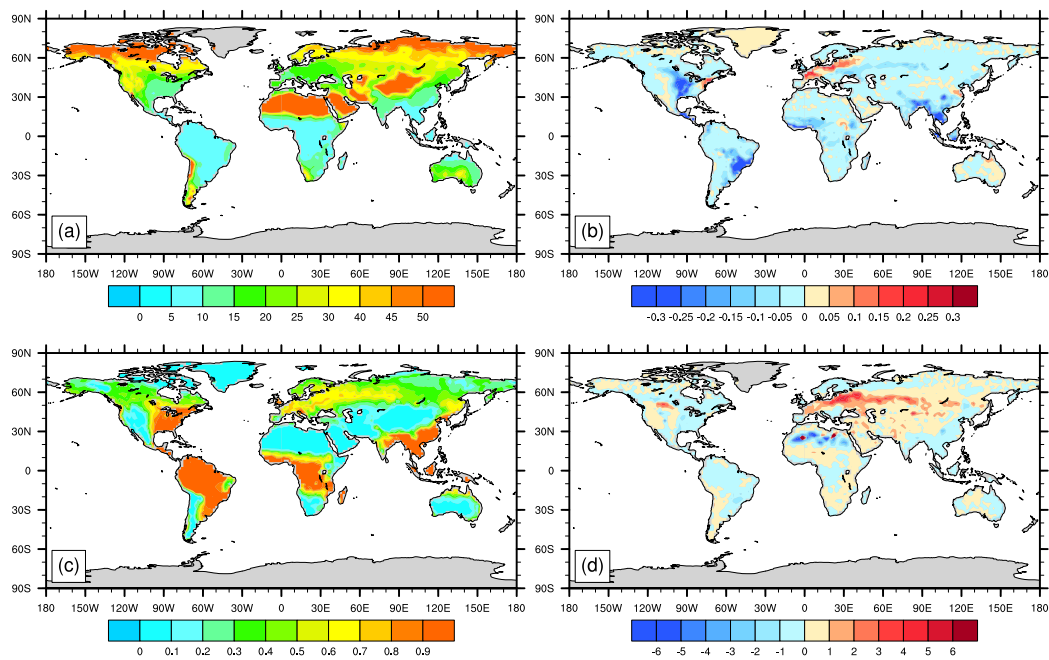 90N
60N
30N
0
30S
60S
90S
180 150W 120W 90W 60W 30W 0 30E 60E 90E 120E 150E 180
(a)
0 5 10 15 25 30 40 45 50
90N
60N
30N
0
30S
60S
90S
180 150W 120W 90W 60W 30W 0 30E 60E 90E 120E 150E 180
(b)
-0.3 -0.25 -0.2 -0.15 -0.1 -0.05 0 0.05 0.1 0.15 0.2 0.25 0.3
90N
60N
30N
0
30S
60S
90S
180 150W 120W 90W 60W 30W 0 30E 60E 90E 120E 150E 180
(c)
0 0.1 0.2 0.3 0.4 0.5 0.6 0.7 0.8 0.9
90N
60N
30N
0
30S
60S
90S
180 150W 120W 90W 60W 30W 0 30E 60E 90E 120E 150E 180
(d)
-6 -5 -4 -3 -2 -1 0 1 2 3 4 5 6